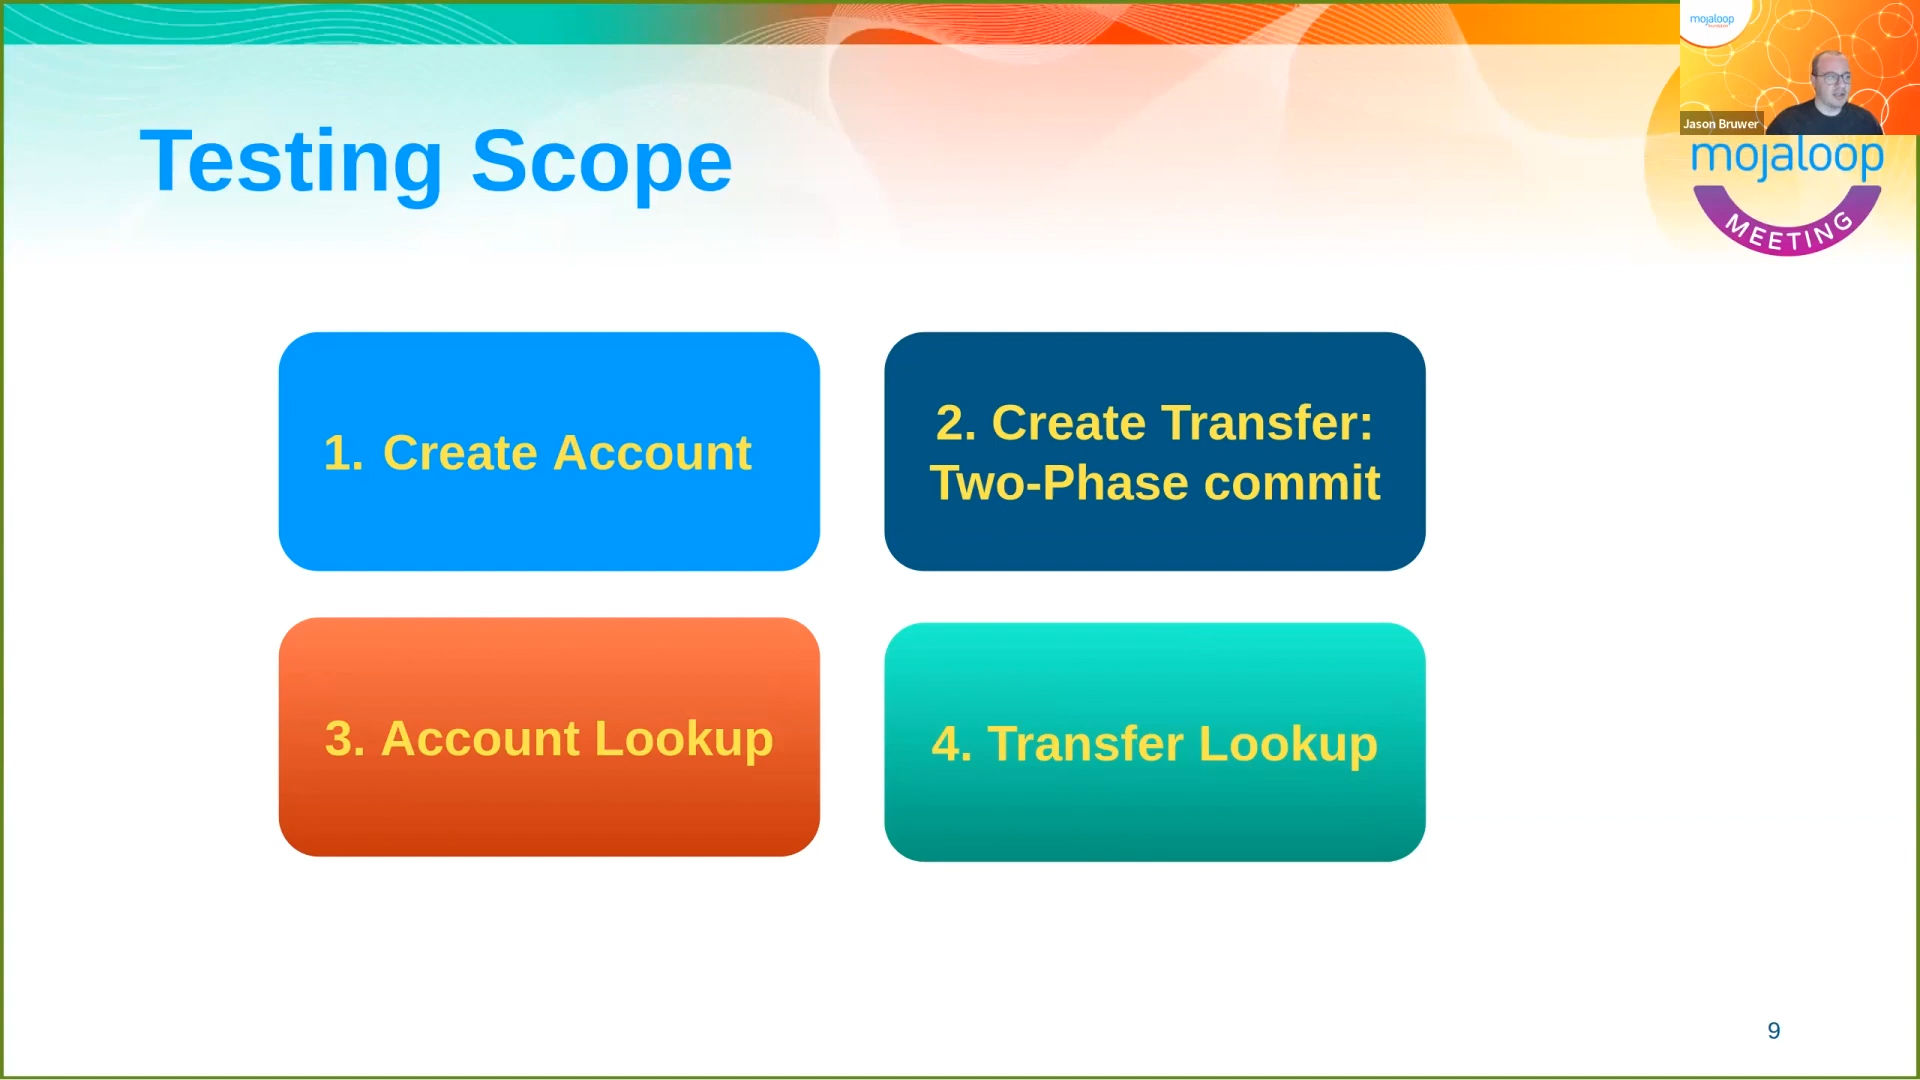 mojaloop
Jason Bruwer
mojaloop
MEETING
Testing Scope
1. Create Account
2. Create Transfer:
Two-Phase commit
3. Account Lookup
4. Transfer Lookup
9